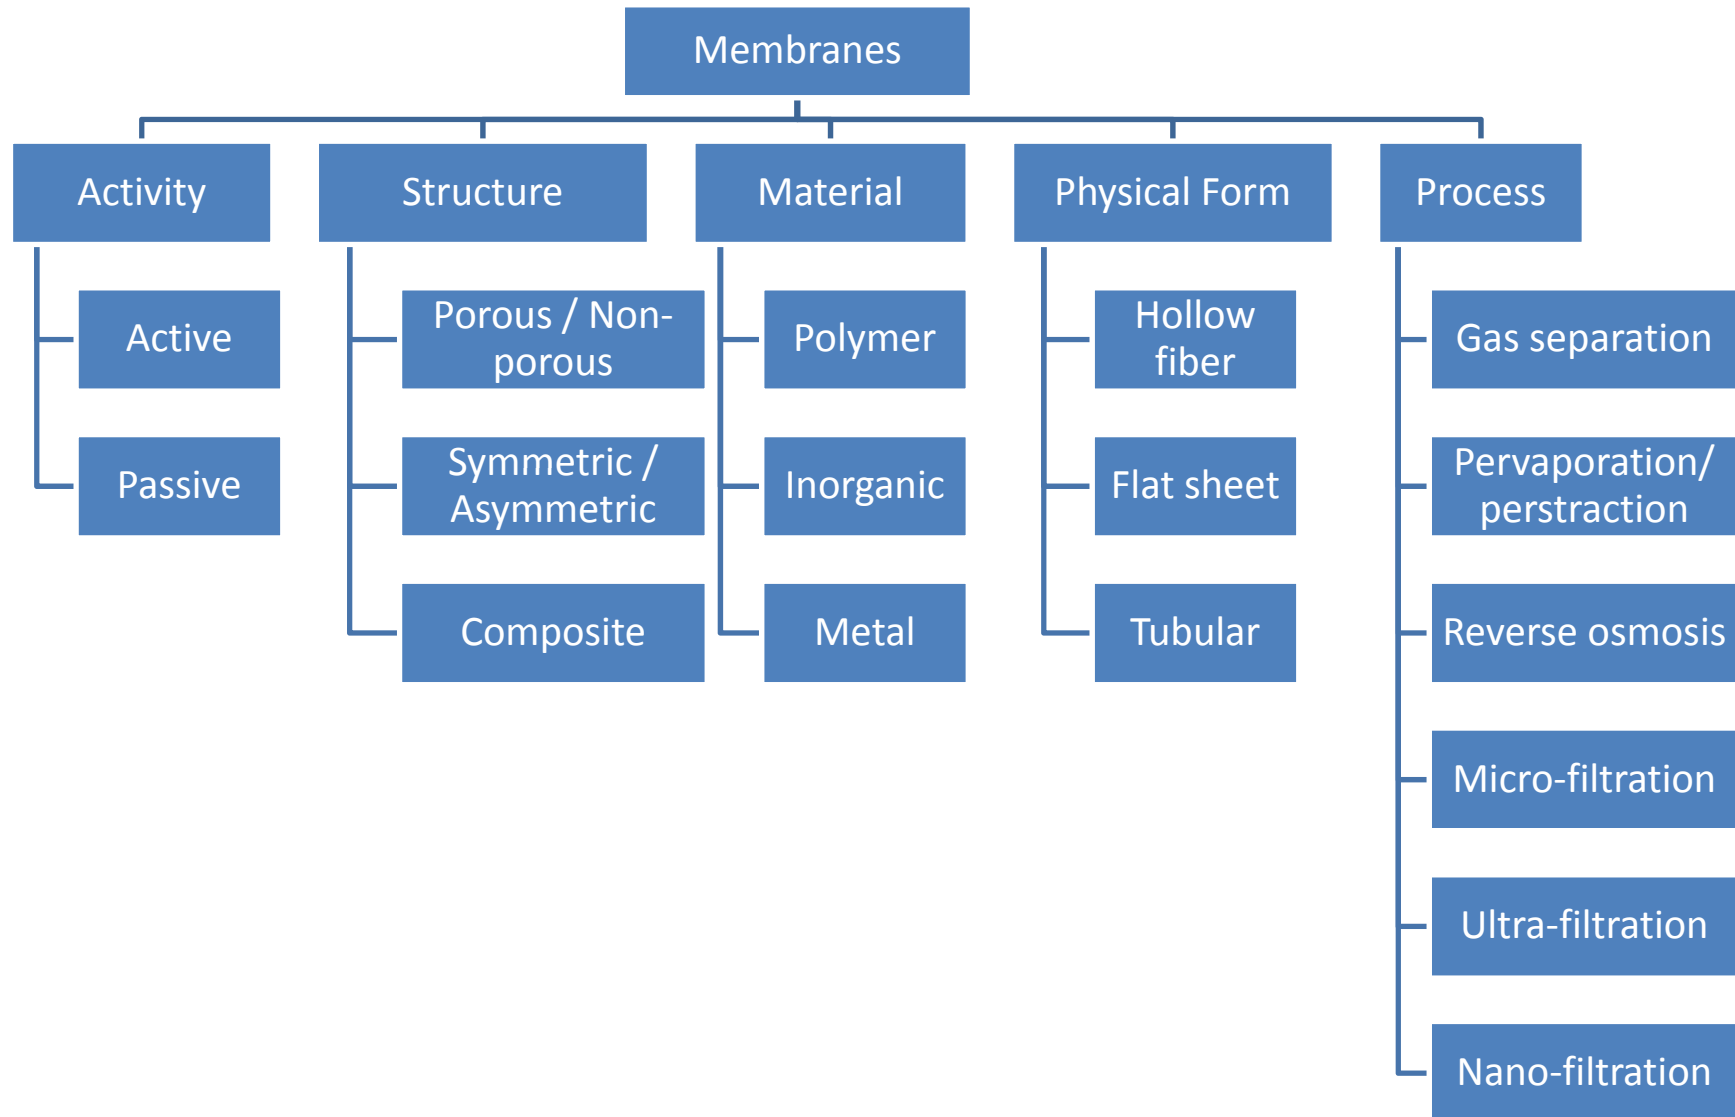 Membranes
Activity
Structure
Material
Physical Form
Process
Active
Passive
Porous / Non-
porous
Symmetric /
Asymmetric
Composite
Polymer
Inorganic
Metal
Hollow
fiber
Flat sheet
Tubular
Gas separation
Pervaporation/
perstraction
Reverse osmosis
Micro-filtration
Ultra-filtration
Nano-filtration